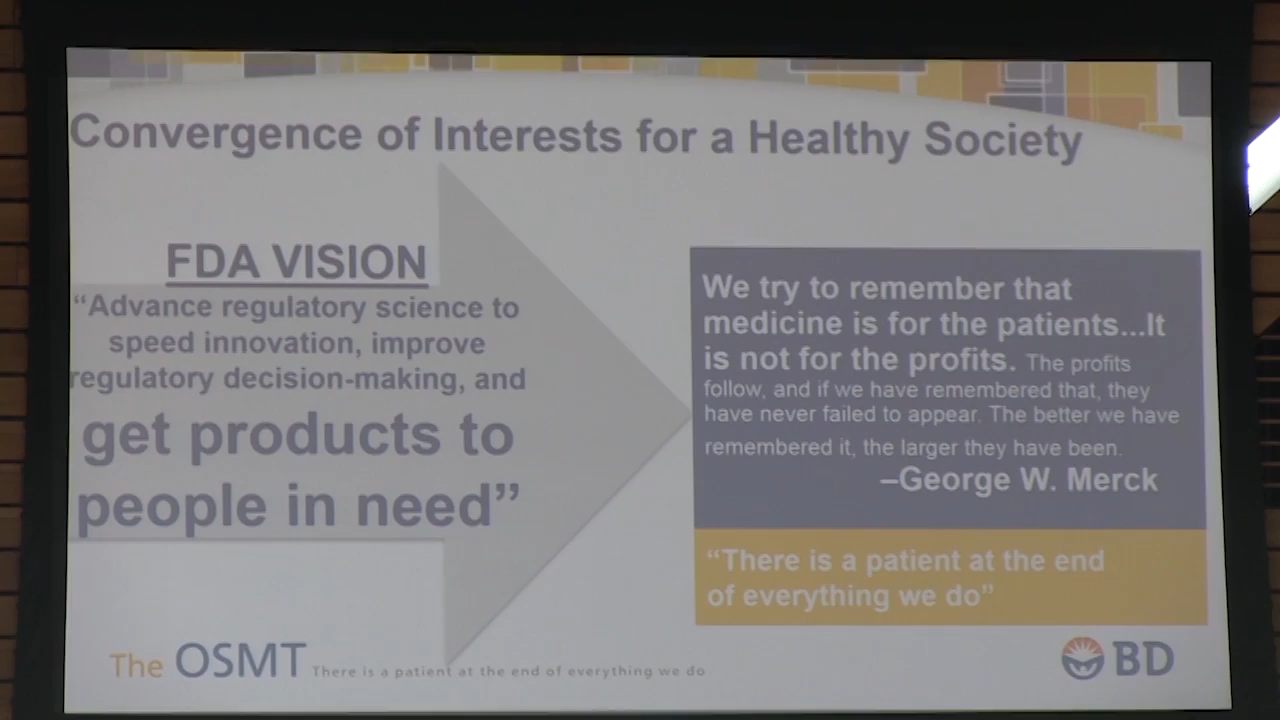 Convergence of Interests for a Healthy Society
FDA VISION
“Advance regulatory science to
speed innovation, improve
regulatory decision-making, and
get products to
people in need”
We try to remember that
medicine is for the patients...It
is not for the profits. The profits
follow, and if we have remembered that, they
have never failed to appear. The better we have
remembered it, the larger they have been.
–George W. Merck
“There is a patient at the end
of everything we do”
The OSMT There is a patient at the end of everything we do
BD